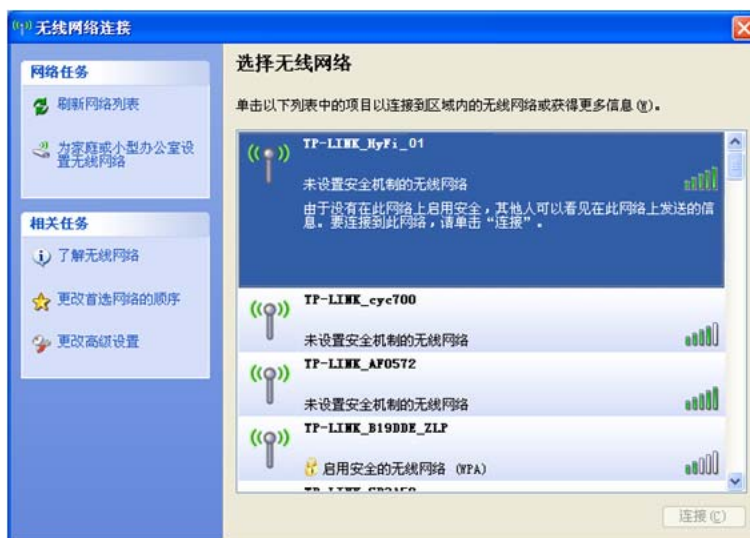 无线网络连接
网络任务
刷新网络列表
为家庭或小型办公室设
置无线网络
相关任务
了解无线网络
更改首选网络的顺序
更改高级设置
选择无线网络
单击以下列表中的项目以连接到区域内的无线网络或获得更多信息(W)。
TP-LINK_HyFi_01
未设置安全机制的无线网络
由于没有在此网络上启用安全，其他人可以看见在此网络上发送的信
息。要连接到此网络，请单击“连接”。
TP-LINK_cyc700
未设置安全机制的无线网络
TP-LINK_AF0572
未设置安全机制的无线网络
TP-LINK_B19DDE_ZLP
启用安全的无线网络 (WPA)
连接(C)